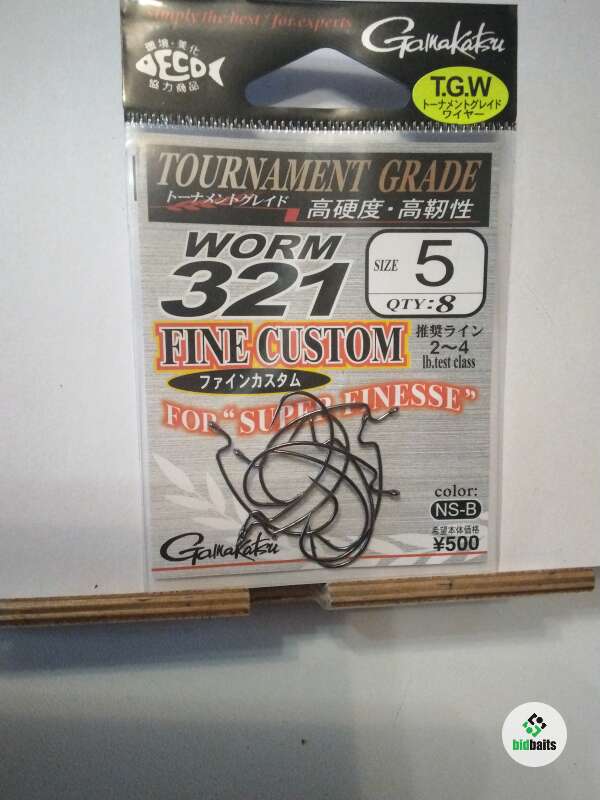 Simply the best / for experts
環境・美化
ECO
協力商品
Gamakatsu
T.G.W
トーナメントグレイド
ワイヤー
TOURNAMENT GRADE
トーナメントグレイド
高硬度・高靭性
WORM
321
SIZE 5
QTY:8
FINE CUSTOM
ファインカスタム
推奨ライン
2〜4
lb.test class
FOR "SUPER FINESSE"
color:
NS-B
希望本体価格
¥500
Gamakatsu
bidbaits